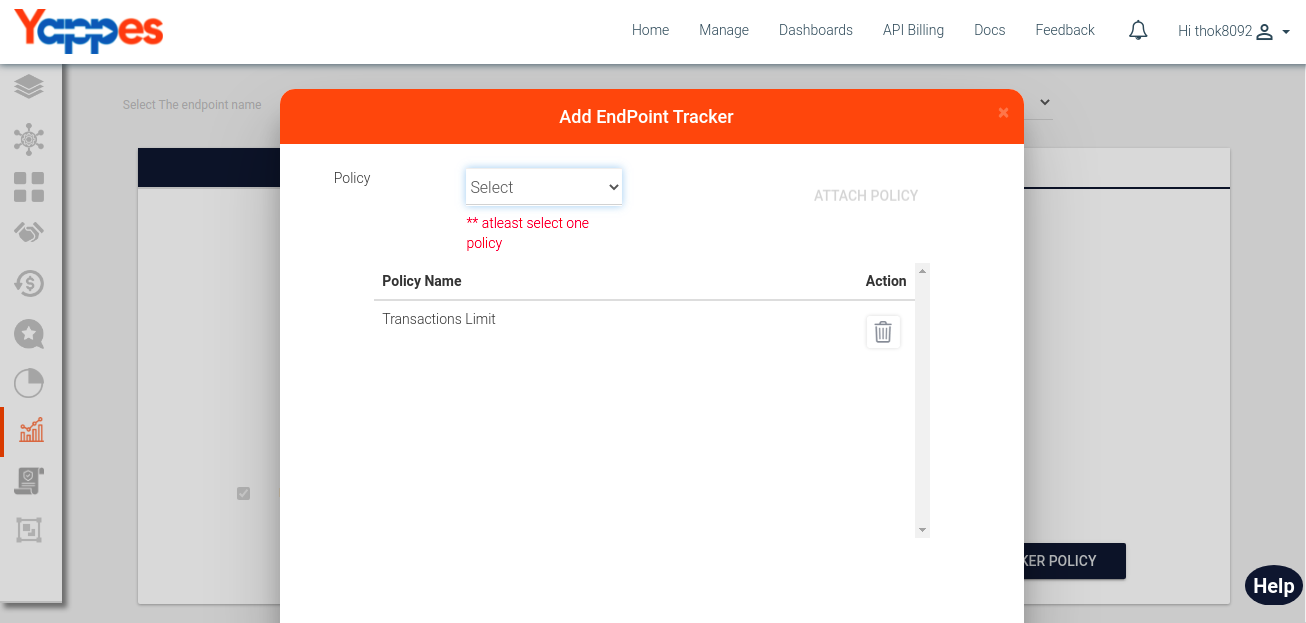 Yappes
Home Manage Dashboards API Billing Docs Feedback Hi thok8092
Select The endpoint name
Add EndPoint Tracker ×
Policy Select ATTACH POLICY
** atleast select one
policy
Policy Name Action
Transactions Limit
KER POLICY
Help